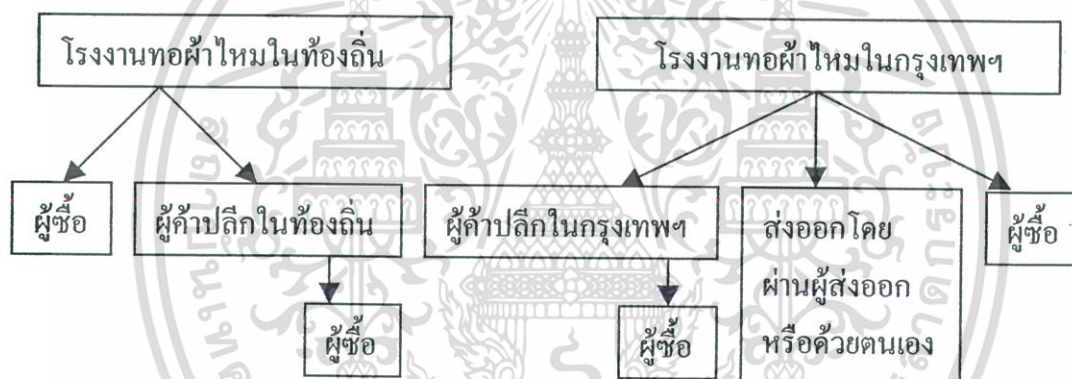 โรงงานทอผ้าไหมในท้องถิ่น
โรงงานทอผ้าไหมในกรุงเทพฯ
ผู้ซื้อ
ผู้ค้าปลีกในท้องถิ่น
ผู้ค้าปลีกในกรุงเทพฯ
ส่งออกโดย
ผ่านผู้ส่งออก
หรือด้วยตนเอง
ผู้ซื้อ
ผู้ซื้อ
ผู้ซื้อ